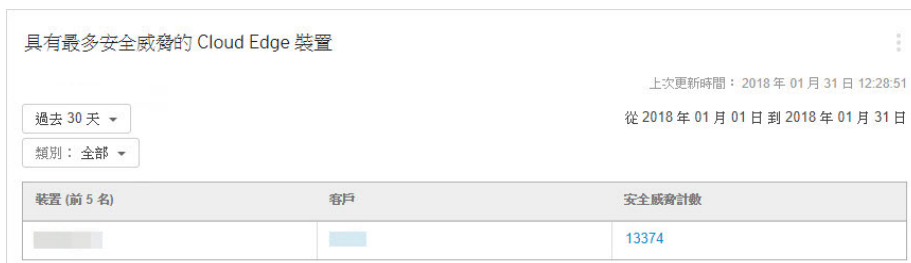 具有最多安全威脅的 Cloud Edge 裝置
上次更新時間： 2018 年 01 月 31 日 12:28:51
過去 30 天
從 2018 年 01 月 01 日 到 2018 年 01 月 31 日
類別： 全部
裝置 (前 5 名) 客戶 安全威脅計數
13374